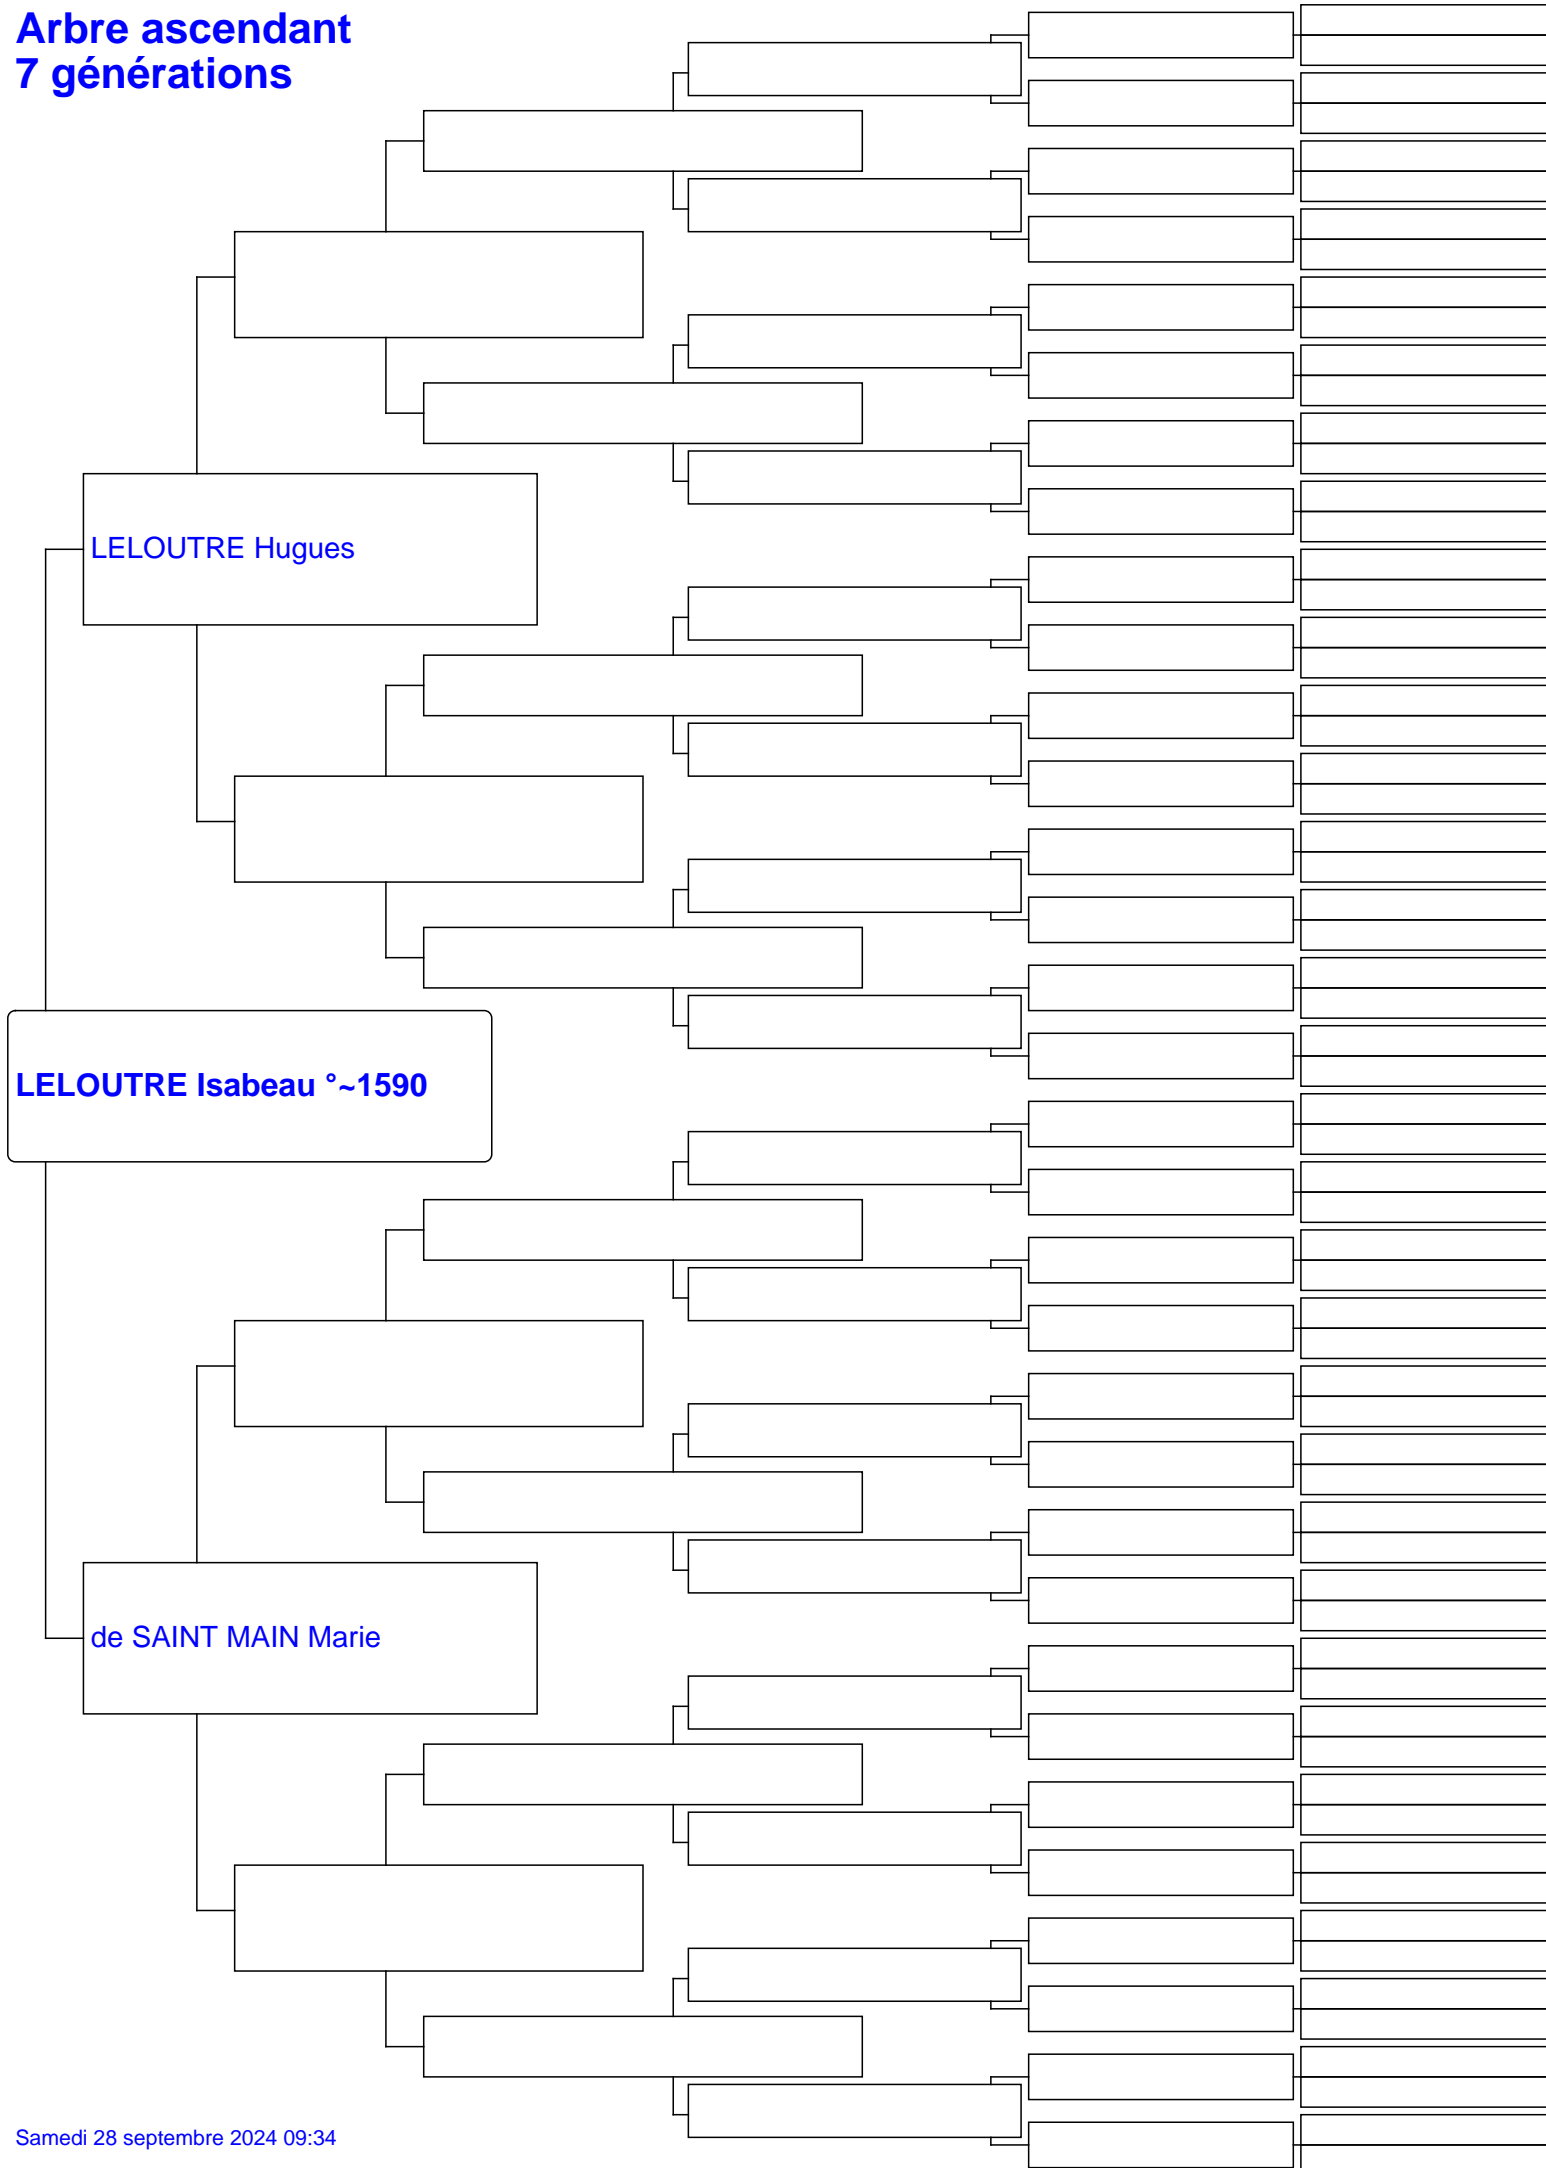 Arbre ascendant
7 générations
LELOUTRE Hugues
LELOUTRE Isabeau °~1590
de SAINT MAIN Marie
Samedi 28 septembre 2024 09:34